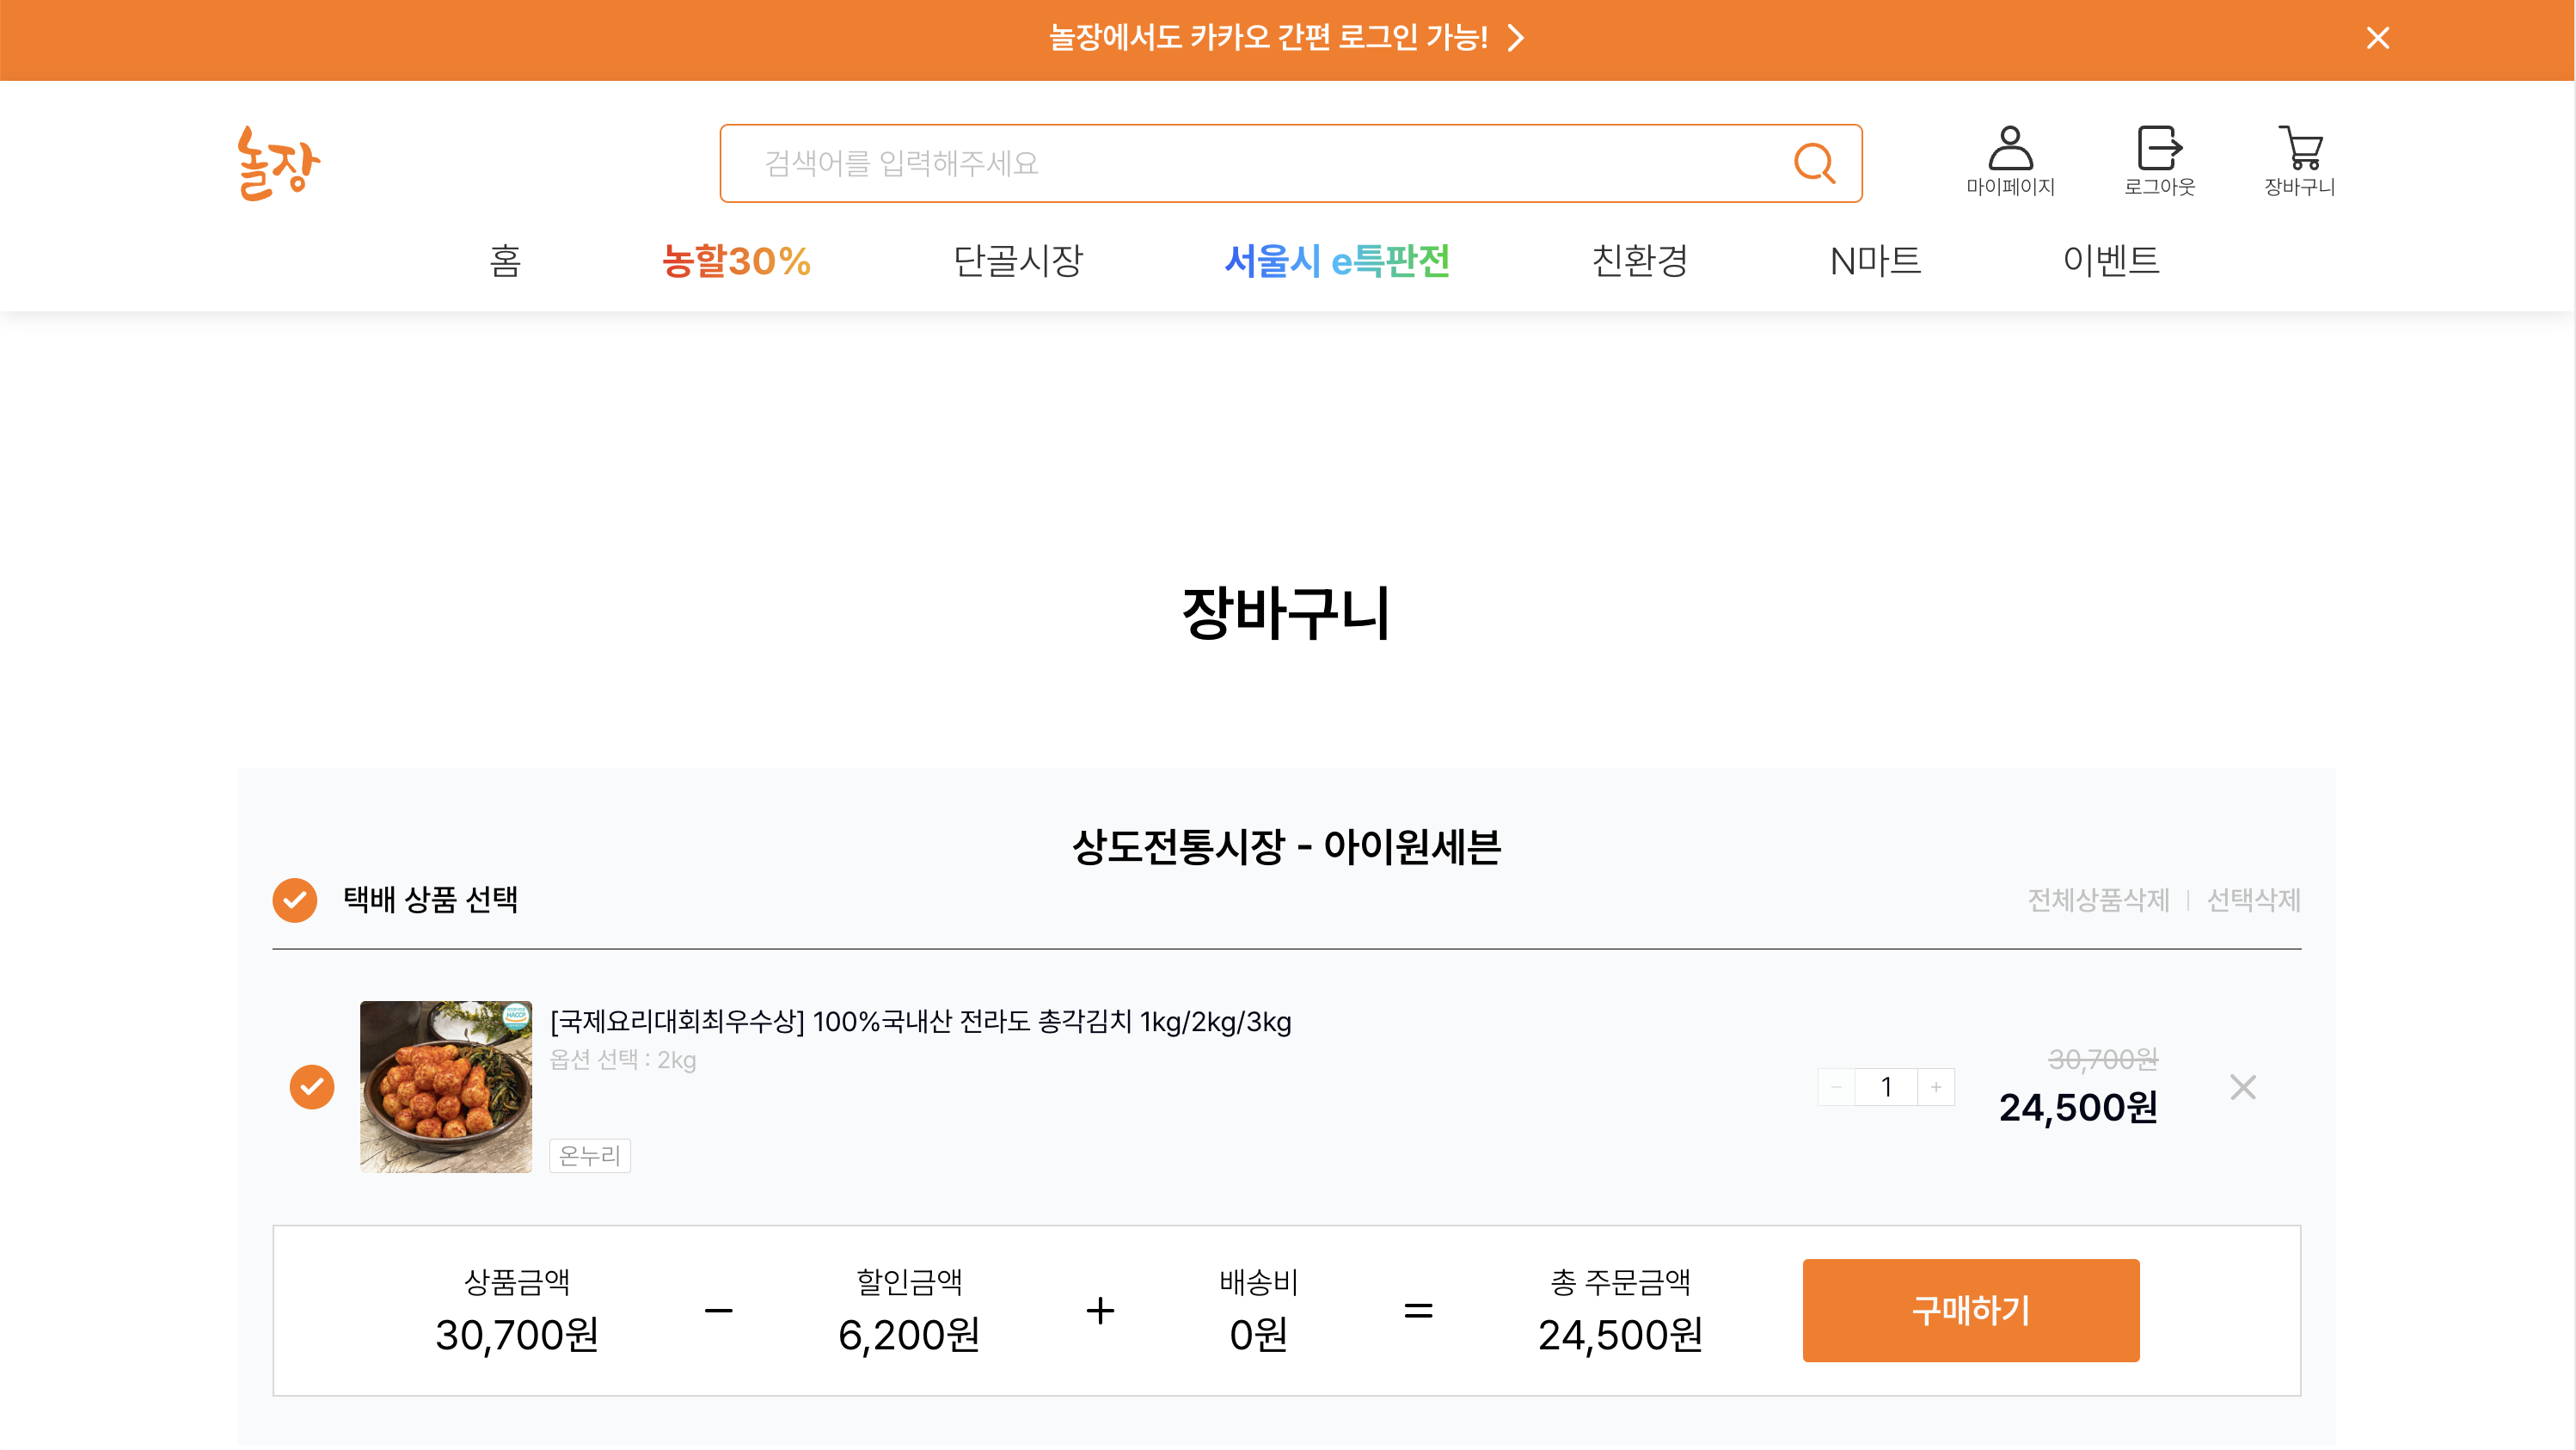 놀장에서도 카카오 간편 로그인 가능!
놀장
검색어를 입력해주세요
마이페이지
로그아웃
장바구니
홈
농할30%
단골시장
서울시 e특판전
친환경
N마트
이벤트
장바구니
상도전통시장 - 아이원세븐
택배 상품 선택
전체상품삭제 | 선택삭제
HACCP
[국제요리대회최우수상] 100%국내산 전라도 총각김치 1kg/2kg/3kg
옵션 선택 : 2kg
온누리
− 1 +
30,700원
24,500원
상품금액
30,700원
−
할인금액
6,200원
+
배송비
0원
=
총 주문금액
24,500원
구매하기